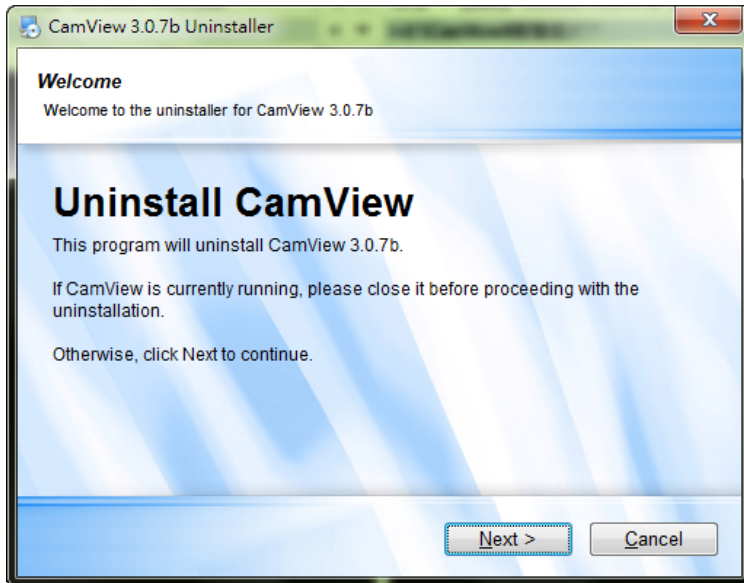 CamView 3.0.7b Uninstaller
Welcome
Welcome to the uninstaller for CamView 3.0.7b
Uninstall CamView
This program will uninstall CamView 3.0.7b.
If CamView is currently running, please close it before proceeding with the
uninstallation.
Otherwise, click Next to continue.
Next >
Cancel